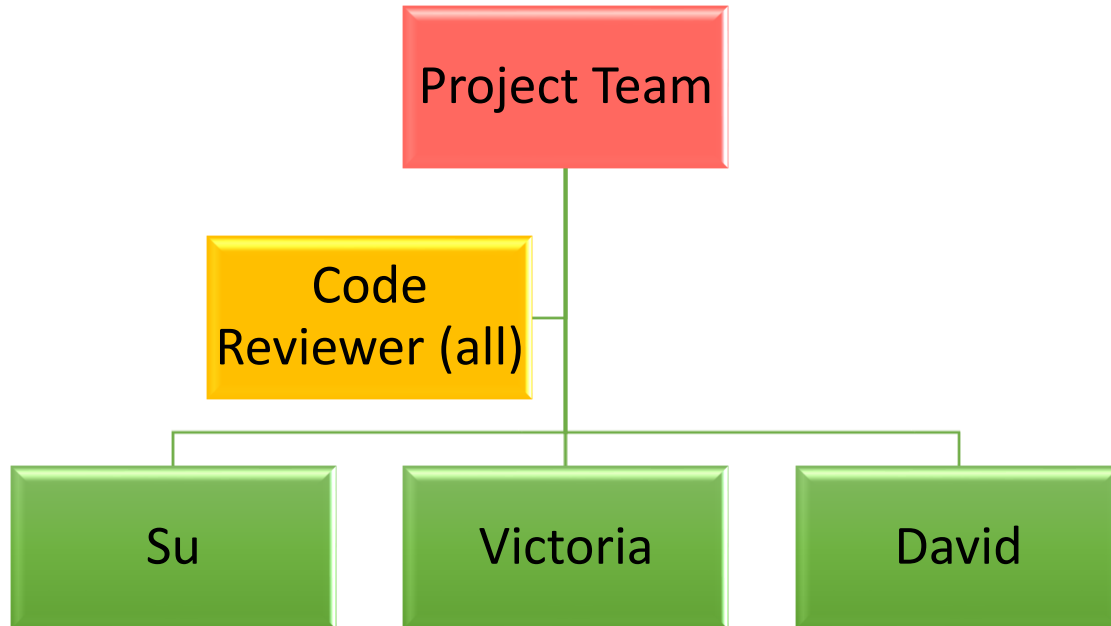 Project Team
Code
Reviewer (all)
Su
Victoria
David